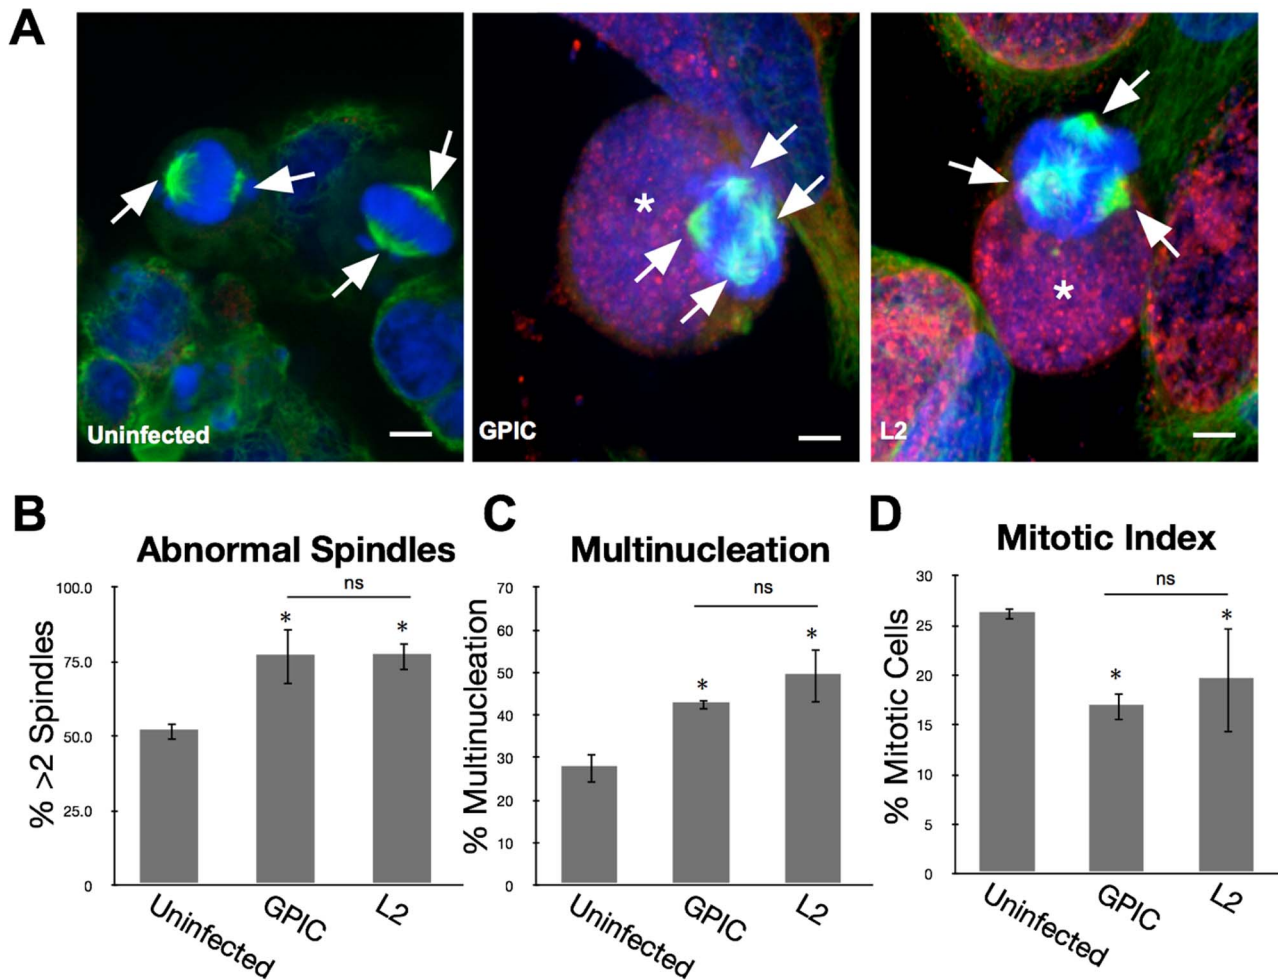 A
Uninfected
GPIC
*
L2
*
B
Abnormal Spindles
% >2 Spindles
100.0
75.0
50.0
25.0
0
ns
*
*
Uninfected
GPIC
L2
C
Multinucleation
% Multinucleation
70
60
50
40
30
20
10
0
ns
*
*
Uninfected
GPIC
L2
D
Mitotic Index
% Mitotic Cells
30
25
20
15
10
5
0
ns
*
*
Uninfected
GPIC
L2